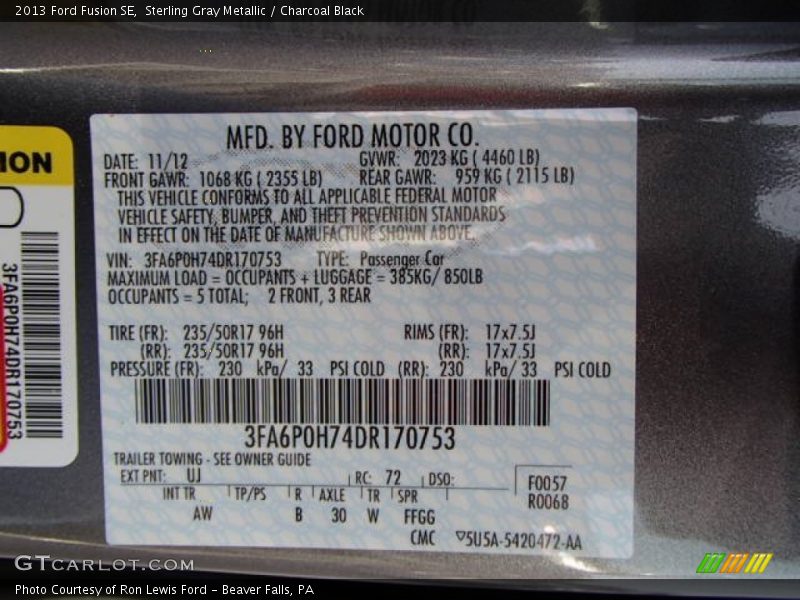 2013 Ford Fusion SE,  Sterling Gray Metallic / Charcoal Black
ION
3FA6P0H74DR170753
MFD. BY FORD MOTOR CO.
DATE: 11/12 GVWR: 2023 KG ( 4460 LB)
FRONT GAWR: 1068 KG ( 2355 LB) REAR GAWR: 959 KG ( 2115 LB)
THIS VEHICLE CONFORMS TO ALL APPLICABLE FEDERAL MOTOR
VEHICLE SAFETY, BUMPER, AND THEFT PREVENTION STANDARDS
IN EFFECT ON THE DATE OF MANUFACTURE SHOWN ABOVE.
VIN: 3FA6P0H74DR170753 TYPE: Passenger Car
MAXIMUM LOAD = OCCUPANTS + LUGGAGE = 385KG/ 850LB
OCCUPANTS = 5 TOTAL; 2 FRONT, 3 REAR
TIRE (FR): 235/50R17 96H RIMS (FR): 17x7.5J
(RR): 235/50R17 96H (RR): 17x7.5J
PRESSURE (FR): 230 kPa/ 33 PSI COLD (RR): 230 kPa/ 33 PSI COLD
3FA6P0H74DR170753
TRAILER TOWING - SEE OWNER GUIDE
EXT PNT: UJ RC: 72 DSO: F0057
INT TR TP/PS R AXLE TR SPR R0068
AW B 30 W FFGG
CMC ▽5U5A-5420472-AA
GTCARLOT.COM
Photo Courtesy of Ron Lewis Ford - Beaver Falls, PA